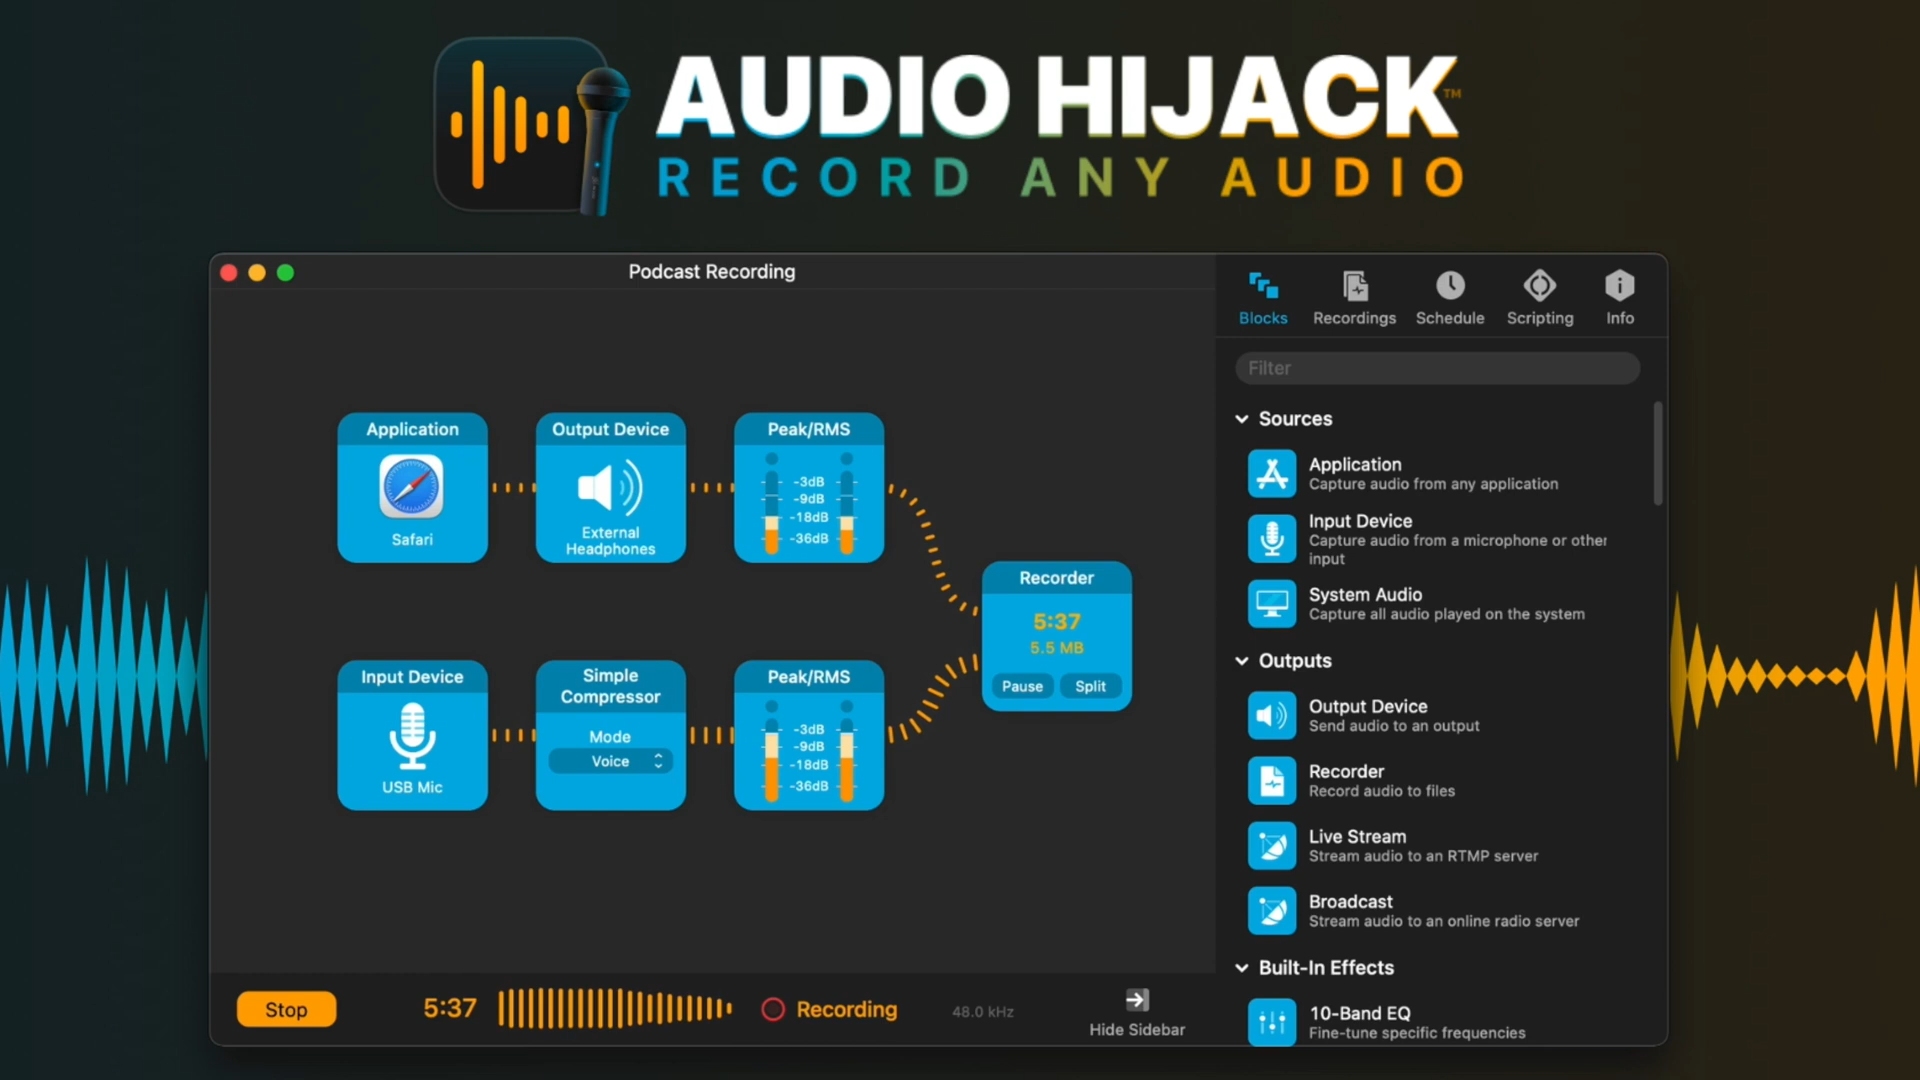 AUDIO HIJACK™
RECORD ANY AUDIO
Podcast Recording
Blocks
Recordings
Schedule
Scripting
Info
Filter
Application
Safari
Output Device
External
Headphones
Peak/RMS
-3dB
-9dB
-18dB
-36dB
Recorder
5:37
5.5 MB
Pause
Split
Input Device
USB Mic
Simple
Compressor
Mode
Voice
Peak/RMS
-3dB
-9dB
-18dB
-36dB
Sources
Application
Capture audio from any application
Input Device
Capture audio from a microphone or other
input
System Audio
Capture all audio played on the system
Outputs
Output Device
Send audio to an output
Recorder
Record audio to files
Live Stream
Stream audio to an RTMP server
Broadcast
Stream audio to an online radio server
Built-In Effects
10-Band EQ
Fine-tune specific frequencies
Stop
5:37
Recording
48.0 kHz
Hide Sidebar